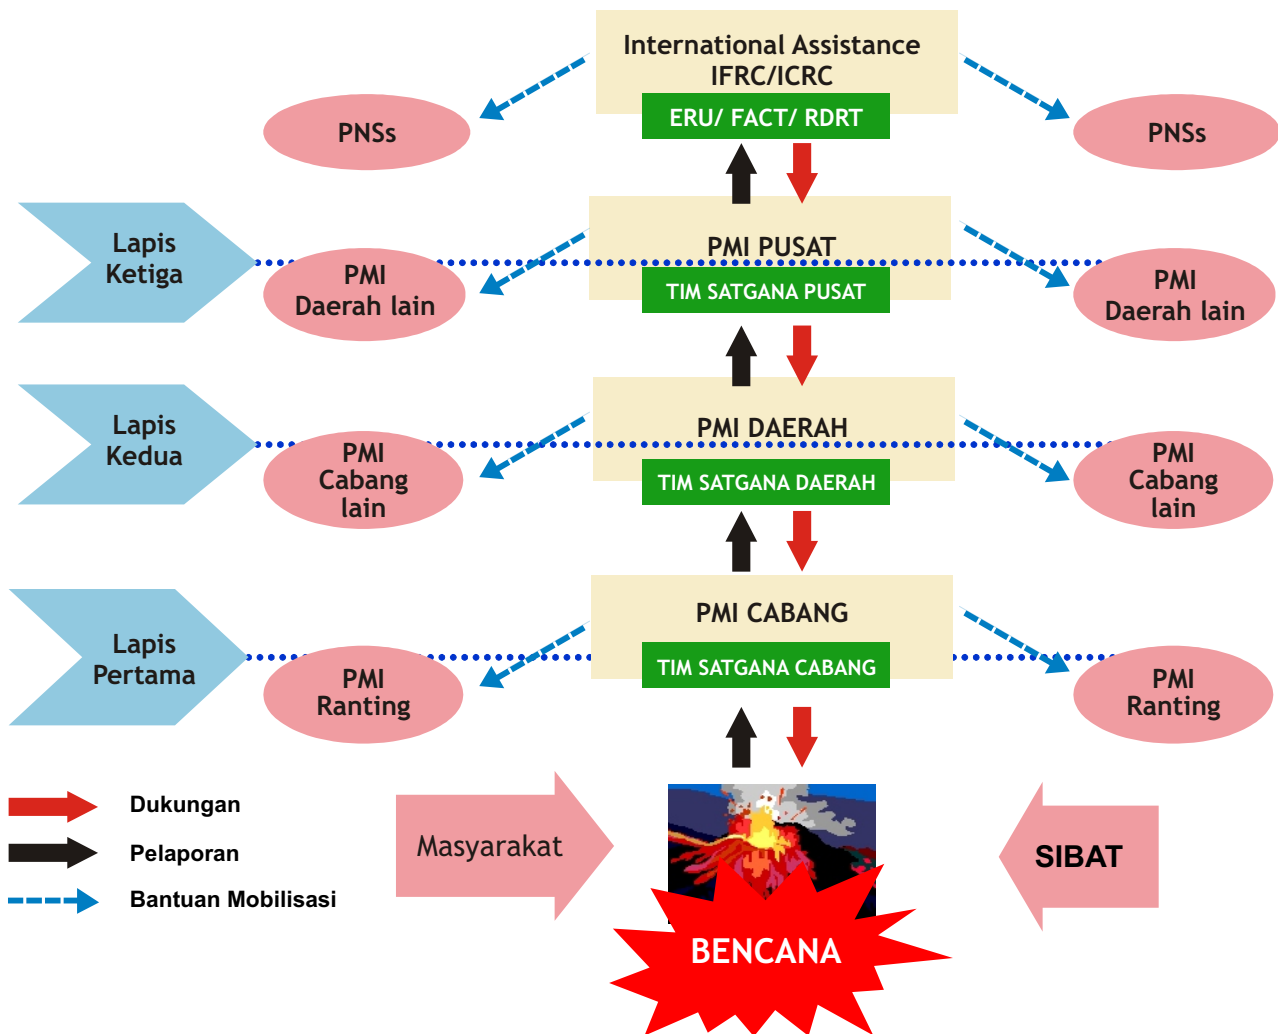 International Assistance
IFRC/ICRC
ERU/ FACT/ RDRT
PNSs
PNSs
Lapis
Ketiga
PMI PUSAT
TIM SATGANA PUSAT
PMI
Daerah lain
PMI
Daerah lain
Lapis
Kedua
PMI DAERAH
TIM SATGANA DAERAH
PMI
Cabang
lain
PMI
Cabang
lain
Lapis
Pertama
PMI CABANG
TIM SATGANA CABANG
PMI
Ranting
PMI
Ranting
Dukungan
Pelaporan
Bantuan Mobilisasi
Masyarakat
SIBAT
BENCANA